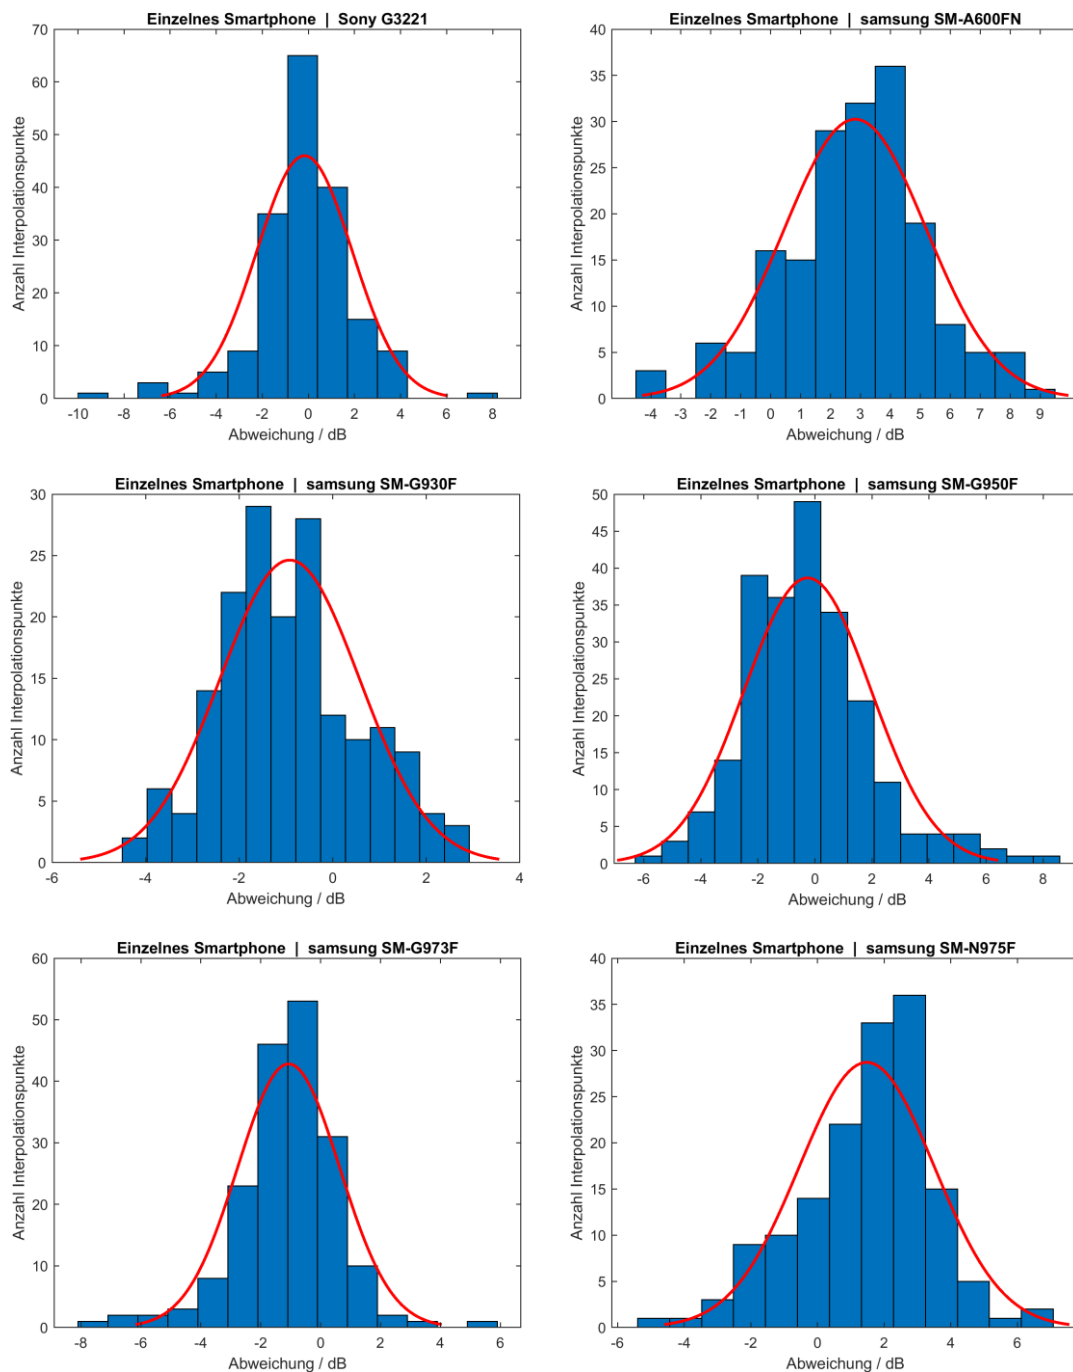 Einzelnes Smartphone | Sony G3221
Anzahl Interpolationspunkte
70
60
50
40
30
20
10
0
-10 -8 -6 -4 -2 0 2 4 6 8
Abweichung / dB
Einzelnes Smartphone | samsung SM-A600FN
Anzahl Interpolationspunkte
40
35
30
25
20
15
10
5
0
-4 -3 -2 -1 0 1 2 3 4 5 6 7 8 9
Abweichung / dB
Einzelnes Smartphone | samsung SM-G930F
Anzahl Interpolationspunkte
30
25
20
15
10
5
0
-6 -4 -2 0 2 4
Abweichung / dB
Einzelnes Smartphone | samsung SM-G950F
Anzahl Interpolationspunkte
50
45
40
35
30
25
20
15
10
5
0
-6 -4 -2 0 2 4 6 8
Abweichung / dB
Einzelnes Smartphone | samsung SM-G973F
Anzahl Interpolationspunkte
60
50
40
30
20
10
0
-8 -6 -4 -2 0 2 4 6
Abweichung / dB
Einzelnes Smartphone | samsung SM-N975F
Anzahl Interpolationspunkte
40
35
30
25
20
15
10
5
0
-6 -4 -2 0 2 4 6
Abweichung / dB